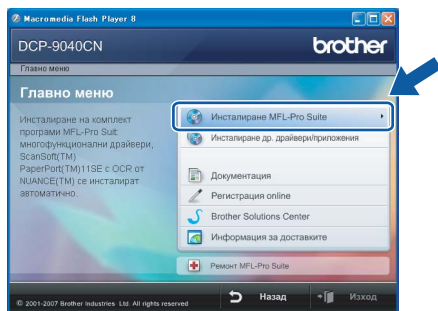 Macromedia Flash Player 8
DCP-9040CN
brother
Главно меню
Главно меню
Инсталиране на комплект
програми MFL-Pro Suit:
многофункционални драйвери,
ScanSoft(TM)
PaperPort(TM)11SE с OCR от
NUANCE(TM) се инсталират
автоматично.
Инсталиране MFL-Pro Suite
Инсталиране др. драйвери/приложения
Документация
Регистрация online
Brother Solutions Center
Информация за доставките
Ремонт MFL-Pro Suite
© 2001-2007 Brother Industries Ltd. All rights reserved
Назад
Изход